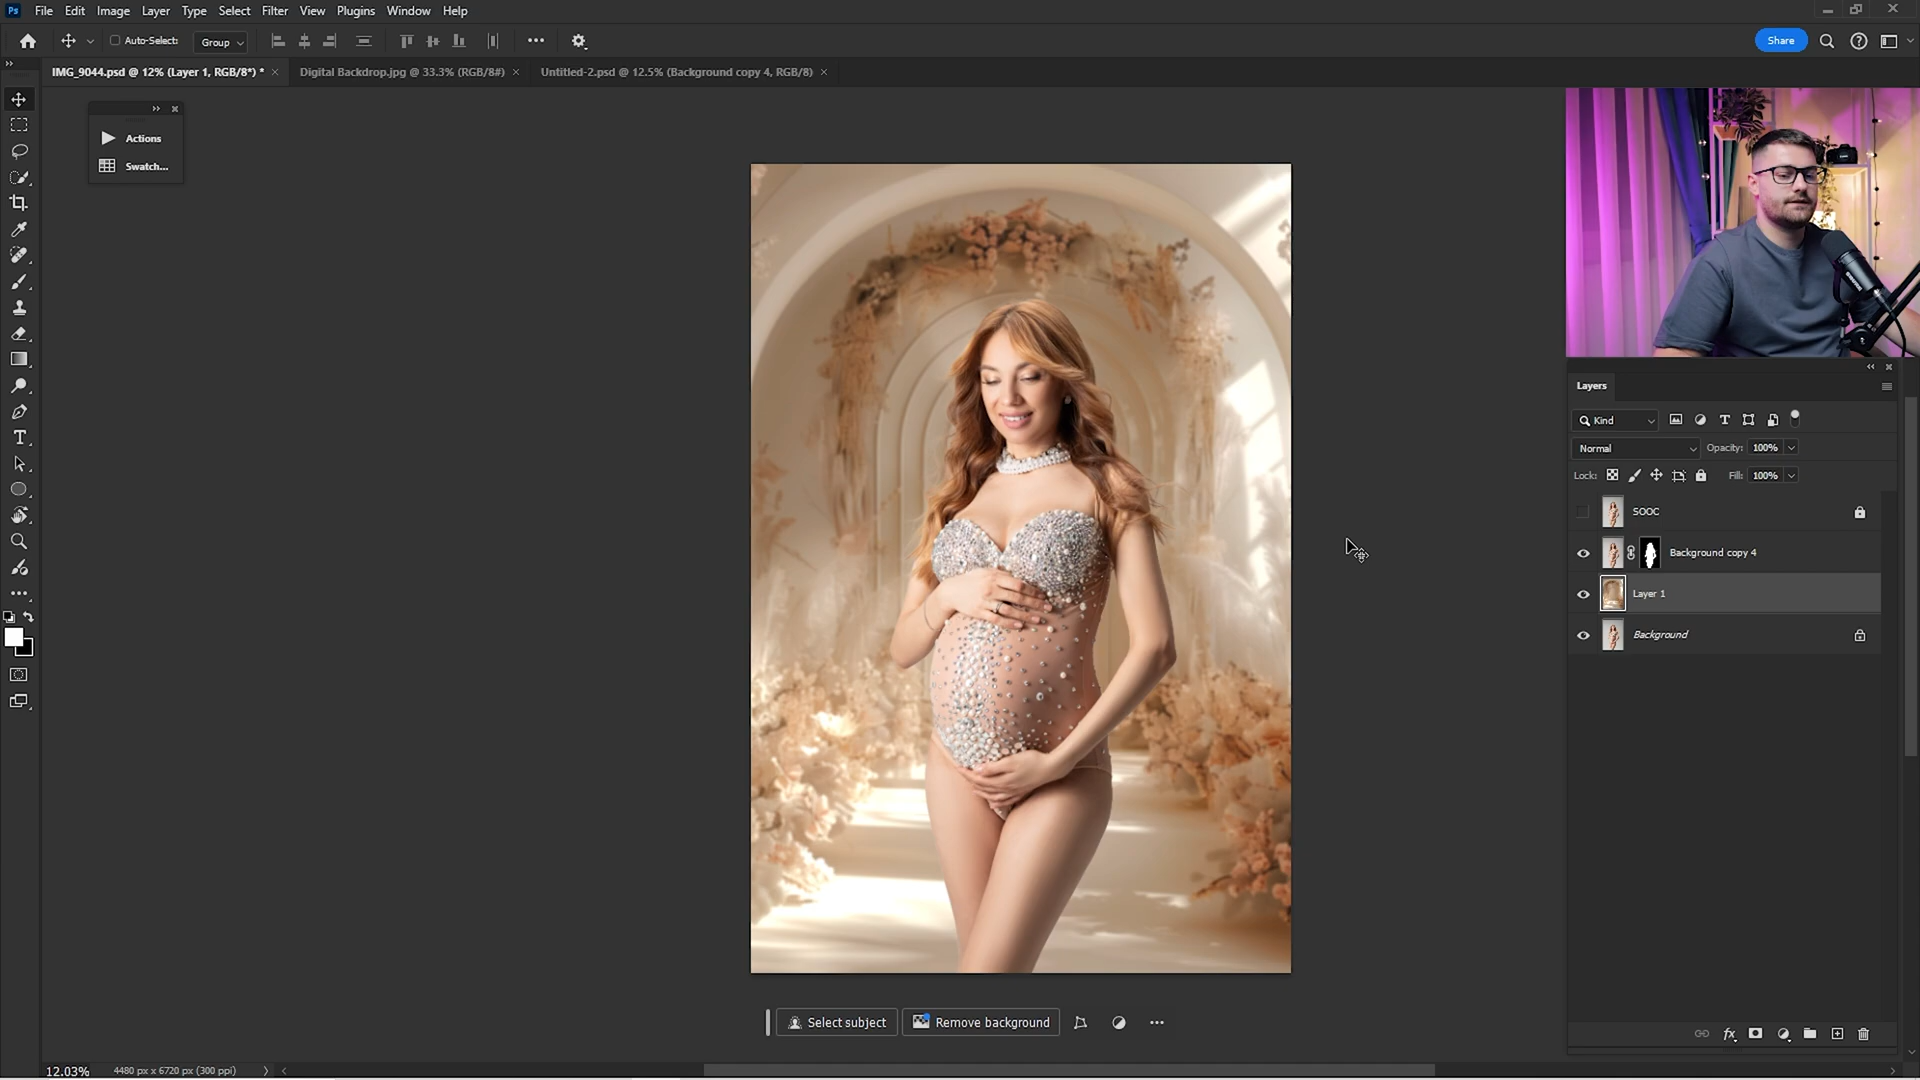 Ps File Edit Image Layer Type Select Filter View Plugins Window Help
Auto-Select: Group Share
IMG_9044.psd @ 12% (Layer 1, RGB/8*) * Digital Backdrop.jpg @ 33.3% (RGB/8#) Untitled-2.psd @ 12.5% (Background copy 4, RGB/8)
Actions
Swatch...
Layers
Kind
Normal Opacity: 100%
Lock: Fill: 100%
SOOC
Background copy 4
Layer 1
Background
Select subject Remove background
12.03% 4480 px x 6720 px (300 ppi)